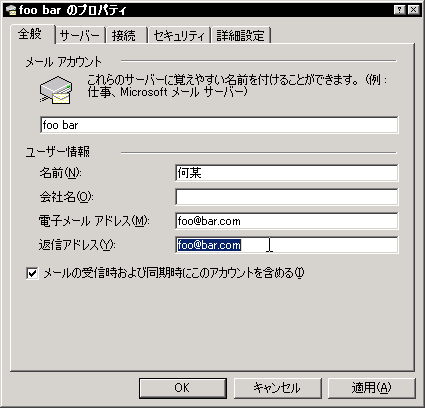 foo bar のプロパティ
全般 サーバー 接続 セキュリティ 詳細設定
メール アカウント
これらのサーバーに覚えやすい名前を付けることができます。 (例 :
仕事、Microsoft メール サーバー)
foo bar
ユーザー情報
名前(N): 何某
会社名(O):
電子メール アドレス(M): foo@bar.com
返信アドレス(Y): foo@bar.com
メールの受信時および同期時にこのアカウントを含める(I)
OK キャンセル 適用(A)